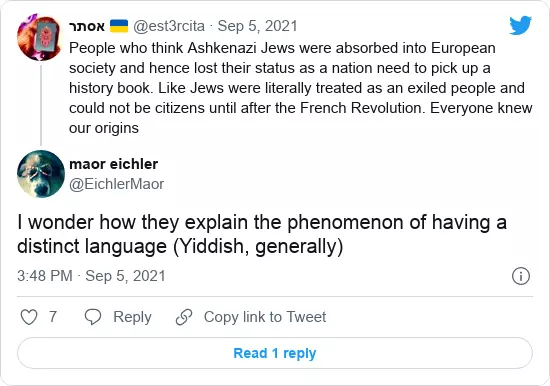 אסתר 🇺🇦 @est3rcita · Sep 5, 2021
People who think Ashkenazi Jews were absorbed into European
society and hence lost their status as a nation need to pick up a
history book. Like Jews were literally treated as an exiled people and
could not be citizens until after the French Revolution. Everyone knew
our origins
maor eichler
@EichlerMaor
I wonder how they explain the phenomenon of having a
distinct language (Yiddish, generally)
3:48 PM · Sep 5, 2021
7 Reply Copy link to Tweet
Read 1 reply